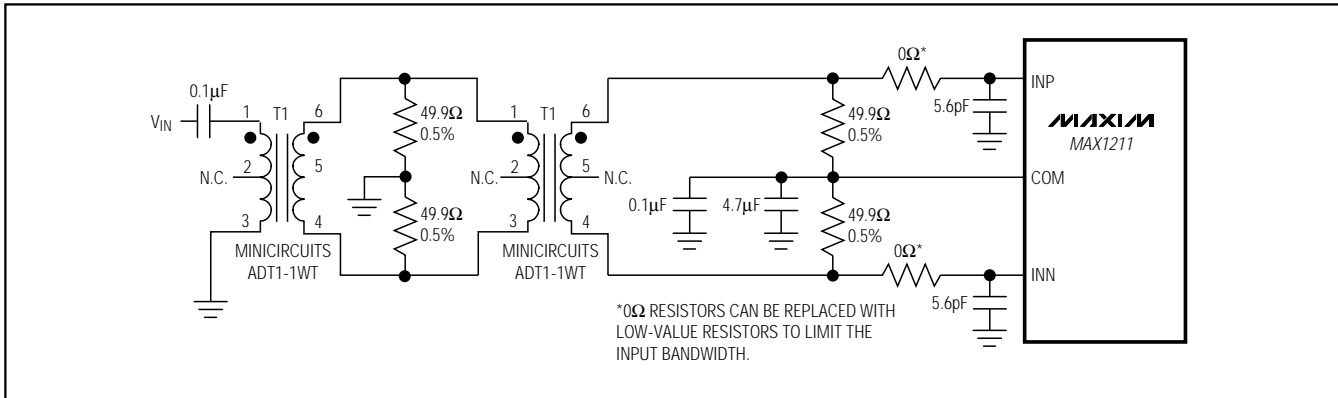 0Ω*
0.1µF
1
T1
6
V_IN
2
N.C.
5
3
4
MINICIRCUITS
ADT1-1WT
49.9Ω
0.5%
49.9Ω
0.5%
1
T1
6
2
N.C.
5
N.C.
3
4
MINICIRCUITS
ADT1-1WT
49.9Ω
0.5%
0.1µF
4.7µF
49.9Ω
0.5%
0Ω*
5.6pF
5.6pF
INP
MAXIM
MAX1211
COM
INN
*0Ω RESISTORS CAN BE REPLACED WITH
LOW-VALUE RESISTORS TO LIMIT THE
INPUT BANDWIDTH.